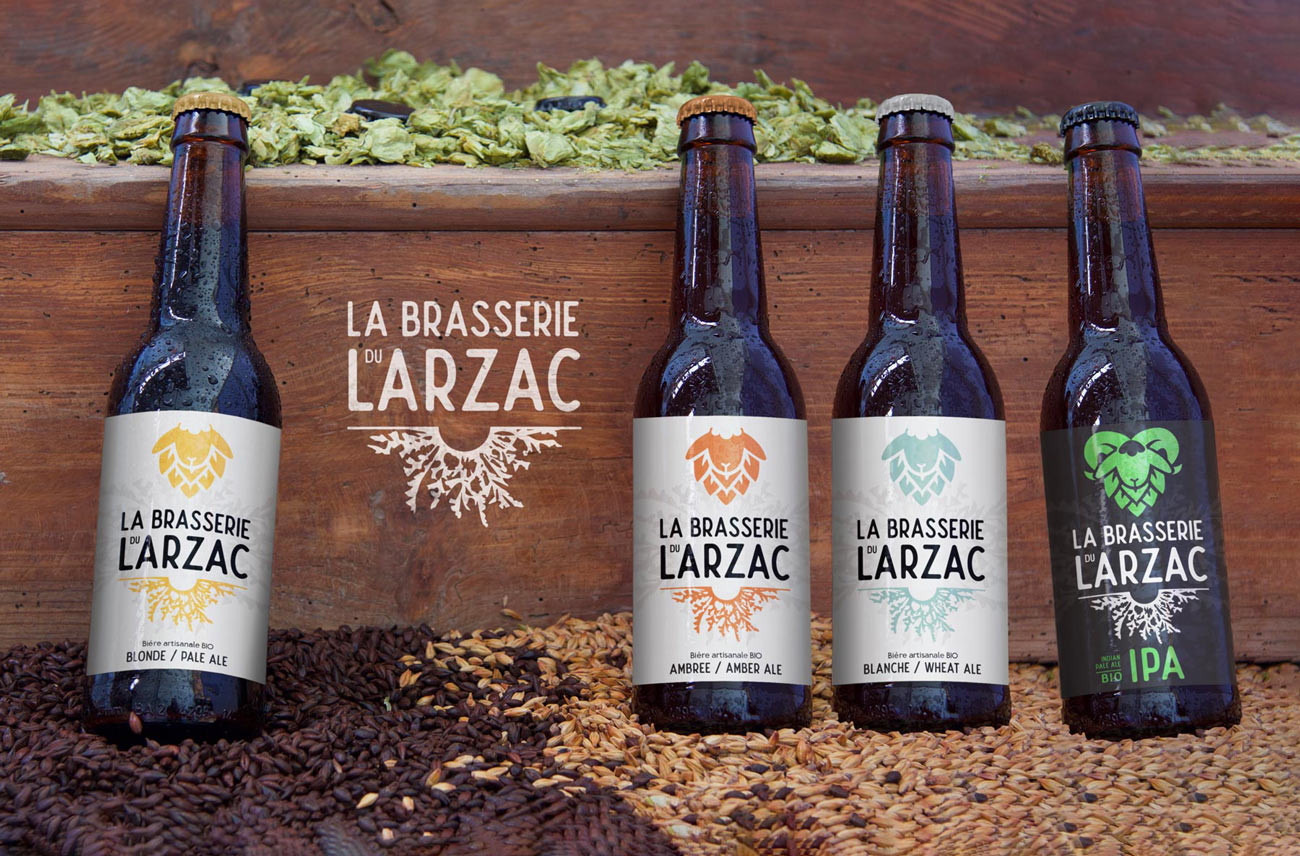 LA BRASSERIE
DU LARZAC
LA BRASSERIE
DU LARZAC
Bière artisanale BIO
BLONDE / PALE ALE
LA BRASSERIE
DU LARZAC
Bière artisanale BIO
AMBREE / AMBER ALE
LA BRASSERIE
DU LARZAC
Bière artisanale BIO
BLANCHE / WHEAT ALE
LA BRASSERIE
DU LARZAC
INDIAN
PALE ALE
BIO IPA